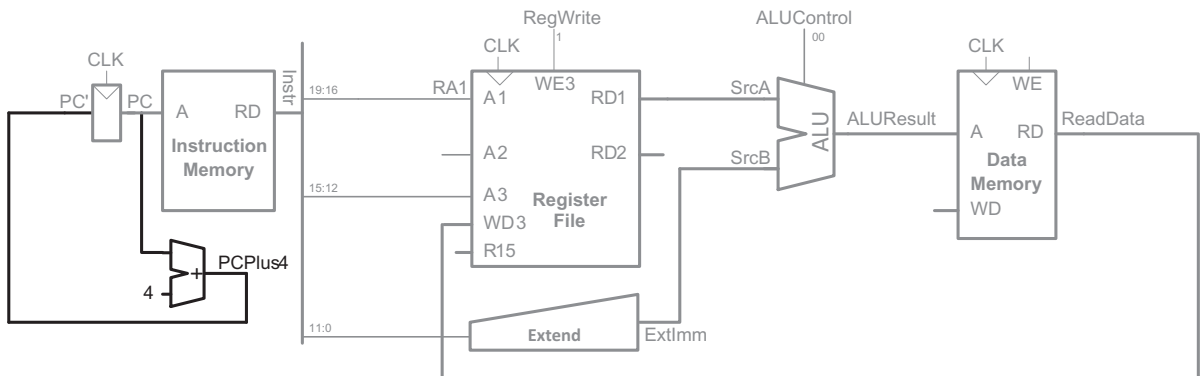 RegWrite
1
ALUControl
00
CLK
CLK
CLK
PC'
PC
A
RD
Instruction
Memory
Instr
19:16
RA1
A1
WE3
RD1
SrcA
A2
RD2
SrcB
15:12
A3
WD3
R15
Register
File
ALU
ALUResult
WE
A
RD
ReadData
Data
Memory
WD
PCPlus4
+
4
11:0
Extend
ExtImm